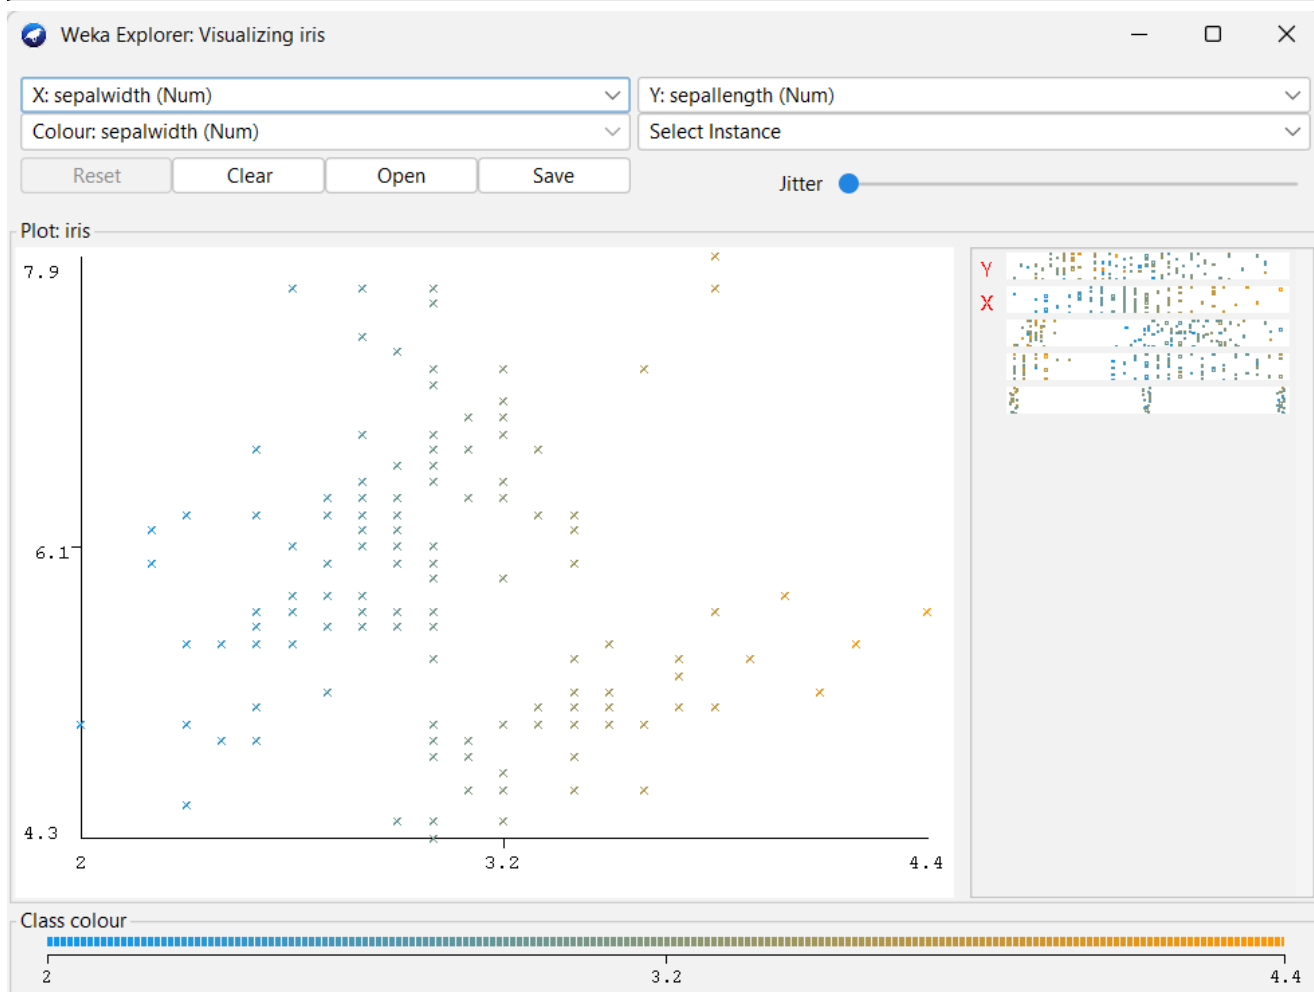 Weka Explorer: Visualizing iris
X: sepalwidth (Num)
Y: sepallength (Num)
Colour: sepalwidth (Num)
Select Instance
Reset
Clear
Open
Save
Jitter
Plot: iris
7.9
6.1
4.3
2
3.2
4.4
Y
X
Class colour
2
3.2
4.4